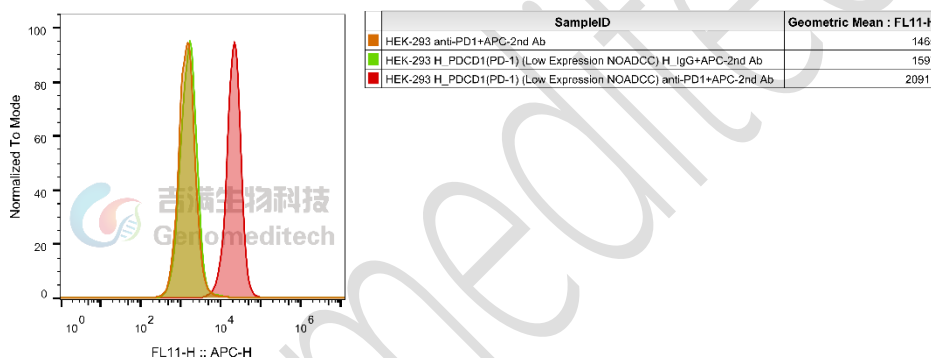 SampleID Geometric Mean : FL11-H
HEK-293 anti-PD1+APC-2nd Ab 146
HEK-293 H_PDCD1(PD-1) (Low Expression NOADCC) H_IgG+APC-2nd Ab 159
HEK-293 H_PDCD1(PD-1) (Low Expression NOADCC) anti-PD1+APC-2nd Ab 2091
100
80
60
40
20
0
Normalized To Mode
10^0 10^2 10^4 10^6
FL11-H :: APC-H
吉满生物科技
Genomeditech